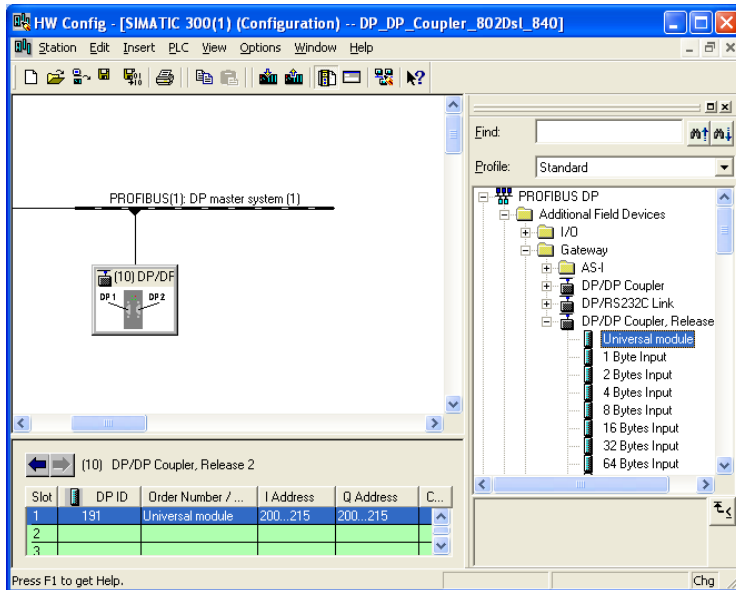 HW Config - [SIMATIC 300(1) (Configuration) -- DP_DP_Coupler_802Dsl_840]
Station Edit Insert PLC View Options Window Help
Find:
Profile: Standard
PROFIBUS(1): DP master system (1)
(10) DP/DF
DP 1 DP 2
PROFIBUS DP
Additional Field Devices
I/O
Gateway
AS-I
DP/DP Coupler
DP/RS232C Link
DP/DP Coupler, Release
Universal module
1 Byte Input
2 Bytes Input
4 Bytes Input
8 Bytes Input
16 Bytes Input
32 Bytes Input
64 Bytes Input
(10) DP/DP Coupler, Release 2
Slot DP ID Order Number / ... I Address Q Address C...
1 191 Universal module 200...215 200...215
2
3
Press F1 to get Help. Chg